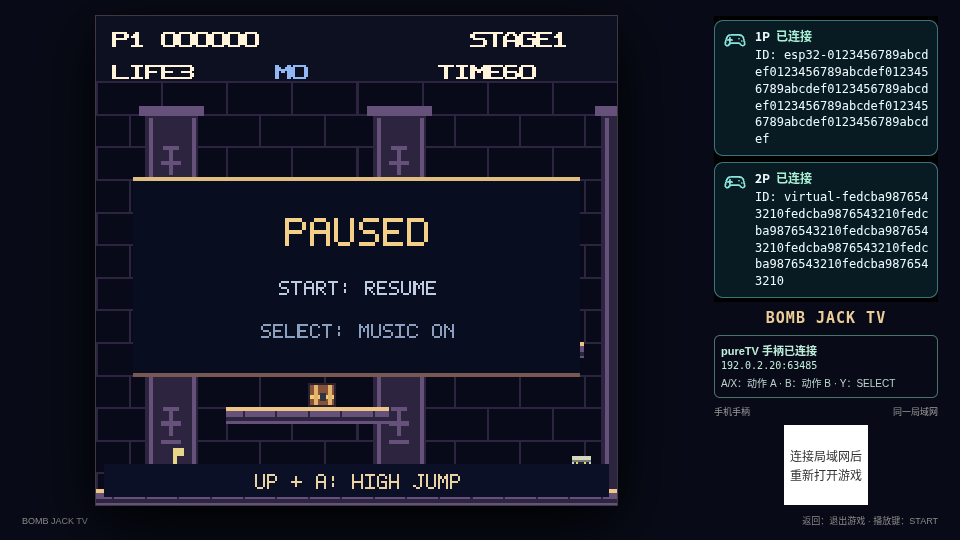 P1 000000
STAGE1
LIFE3
MO
TIME60
PAUSED
START: RESUME
SELECT: MUSIC ON
UP + A: HIGH JUMP
1P 已连接
ID: esp32-0123456789abcd
ef0123456789abcdef012345
6789abcdef0123456789abcd
ef0123456789abcdef012345
6789abcdef0123456789abcd
ef
2P 已连接
ID: virtual-fedcba987654
3210fedcba9876543210fedc
ba9876543210fedcba987654
3210fedcba9876543210fedc
ba9876543210fedcba987654
3210
BOMB JACK TV
pureTV 手柄已连接
192.0.2.20:63485
A/X：动作 A · B：动作 B · Y：SELECT
手机手柄
同一局域网
连接局域网后
重新打开游戏
BOMB JACK TV
返回：退出游戏 · 播放键：START